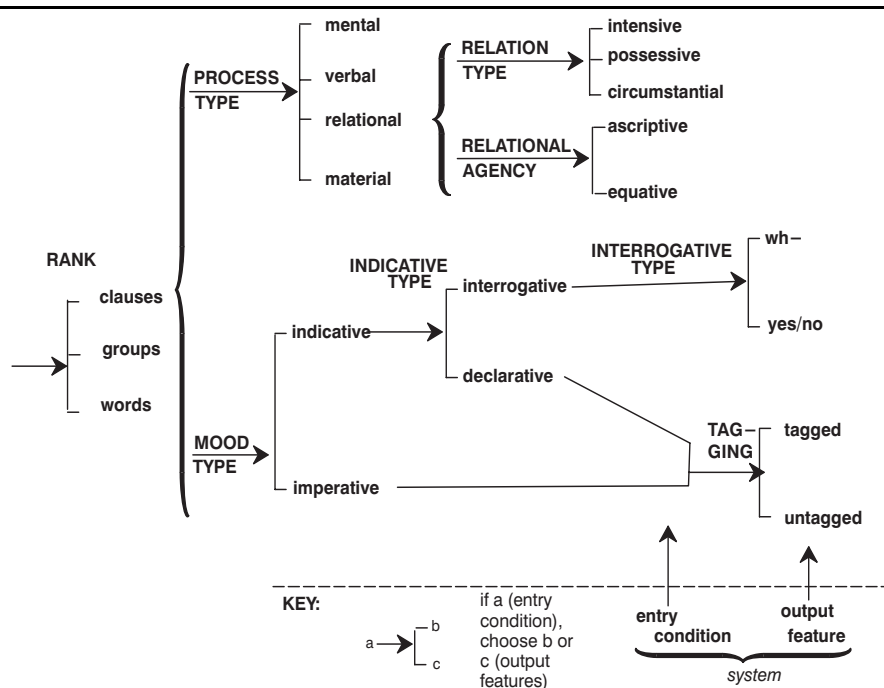 mental
verbal
relational
material
PROCESS
TYPE
RELATION
TYPE
intensive
possessive
circumstantial
RELATIONAL
AGENCY
ascriptive
equative
RANK
clauses
groups
words
MOOD
TYPE
indicative
imperative
INDICATIVE
TYPE
interrogative
declarative
INTERROGATIVE
TYPE
wh–
yes/no
TAG–
GING
tagged
untagged
KEY:
a
b
c
if a (entry
condition),
choose b or
c (output
features)
entry
condition
output
feature
system